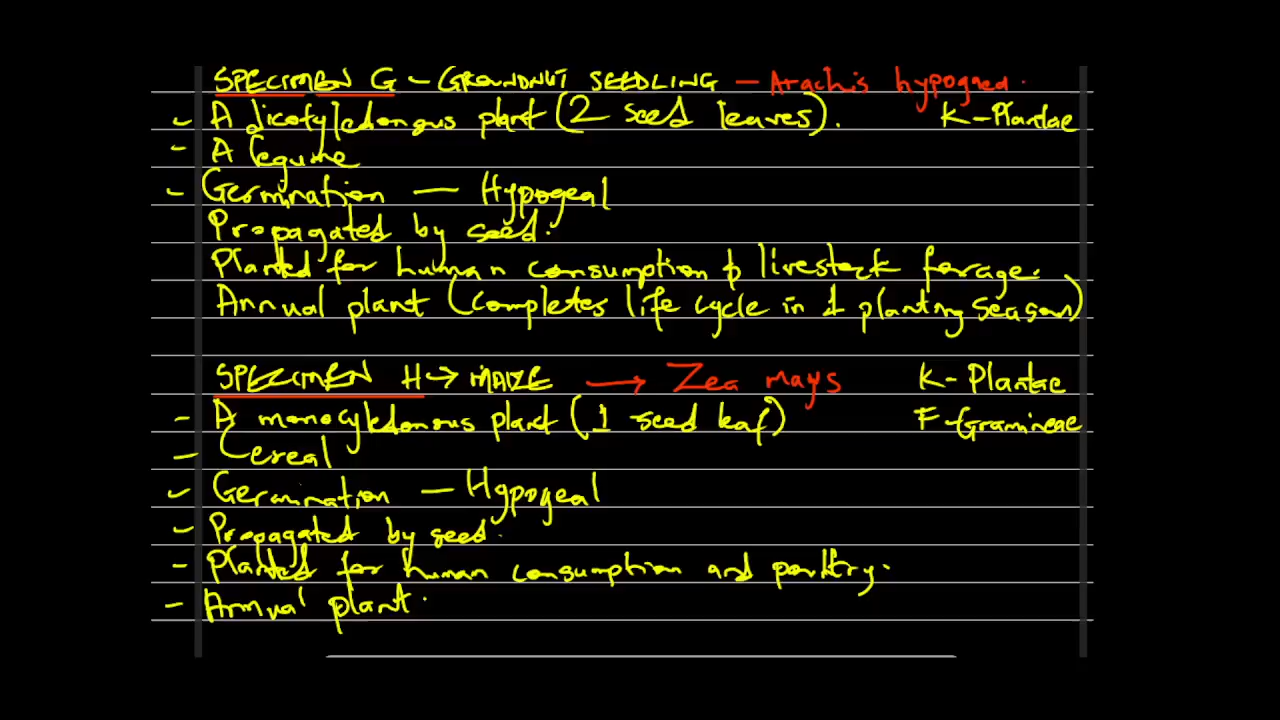 SPECIMEN G - GROUNDNUT SEEDLING - Arachis hypogaea.
- A dicotyledonous plant (2 seed leaves). K-Plantae
- A legume
- Germination — Hypogeal
Propagated by seed.
Planted for human consumption & livestock forage.
Annual plant (Completes life cycle in 1 planting season)
SPECIMEN H → MAIZE → Zea mays K- Plantae
- A monocyledonous plant (1 seed leaf) F-Gramineae
- Cereal
- Germination — Hypogeal
- Propagated by seed.
- Planted for human consumption and poultry.
- Annual plant.